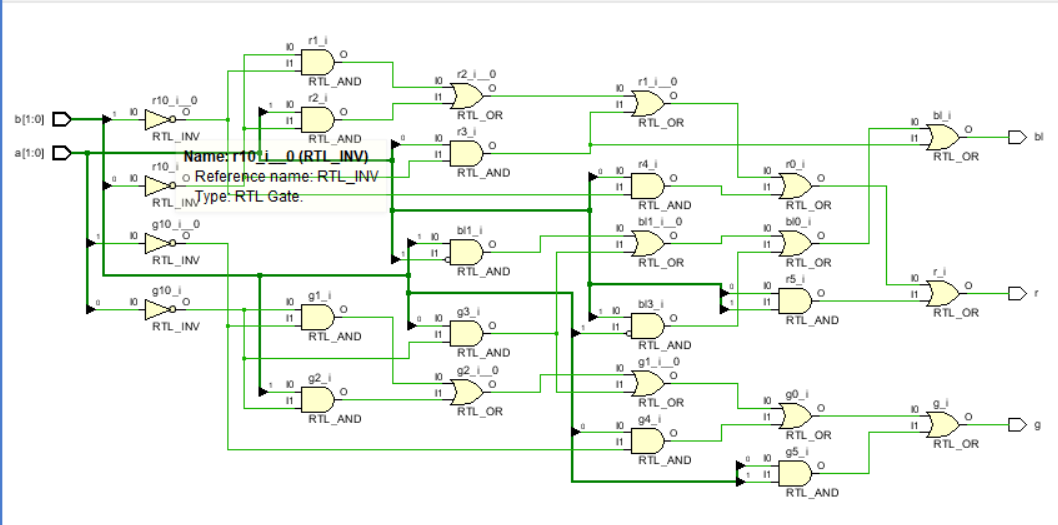 r1_i
I0
O
I1
RTL_AND
r10_i__0
I0
O
RTL_INV
r2_i
1
I0
O
I1
RTL_AND
r2_i__0
I0
O
I1
RTL_OR
r1_i__0
I0
O
I1
RTL_OR
b[1:0]
1
a[1:0]
r3_i
0
I0
O
I1
RTL_AND
bl_i
I0
O
I1
RTL_OR
bl
Name: r10_i__0 (RTL_INV)
Reference name: RTL_INV
Type: RTL Gate.
r10_i
0
I0
O
RTL_INV
r4_i
0
I0
O
I1
RTL_AND
r0_i
I0
O
I1
RTL_OR
g10_i__0
1
I0
O
RTL_INV
bl1_i
1
I0
O
1
I1
RTL_AND
bl1_i__0
I0
O
I1
RTL_OR
bl0_i
I0
O
I1
RTL_OR
g10_i
0
I0
O
RTL_INV
g1_i
I0
O
I1
RTL_AND
g3_i
0
I0
O
I1
RTL_AND
bl3_i
1
I0
O
1
I1
RTL_AND
r5_i
0
I0
O
1
I1
RTL_AND
r_i
I0
O
I1
RTL_OR
r
g2_i
1
I0
O
I1
RTL_AND
g2_i__0
I0
O
I1
RTL_OR
g1_i__0
I0
O
I1
RTL_OR
g0_i
I0
O
I1
RTL_OR
g_i
I0
O
I1
RTL_OR
g
g4_i
0
I0
O
I1
RTL_AND
g5_i
0
I0
O
1
I1
RTL_AND